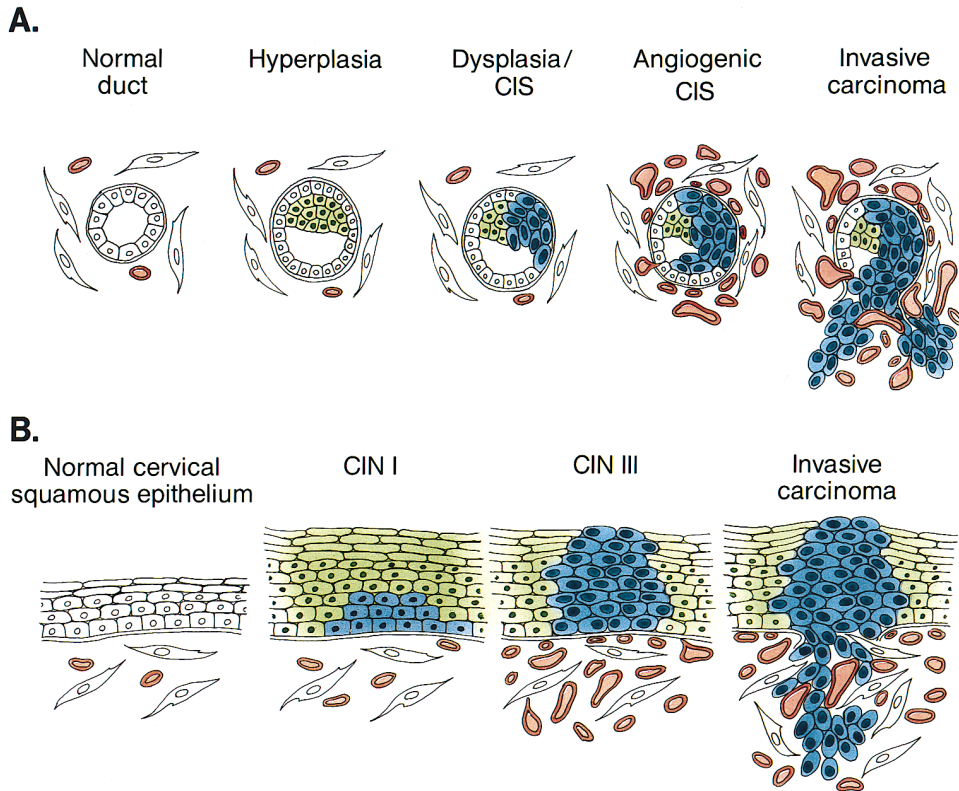 A.
Normal
duct
Hyperplasia
Dysplasia/
CIS
Angiogenic
CIS
Invasive
carcinoma
B.
Normal cervical
squamous epithelium
CIN I
CIN III
Invasive
carcinoma